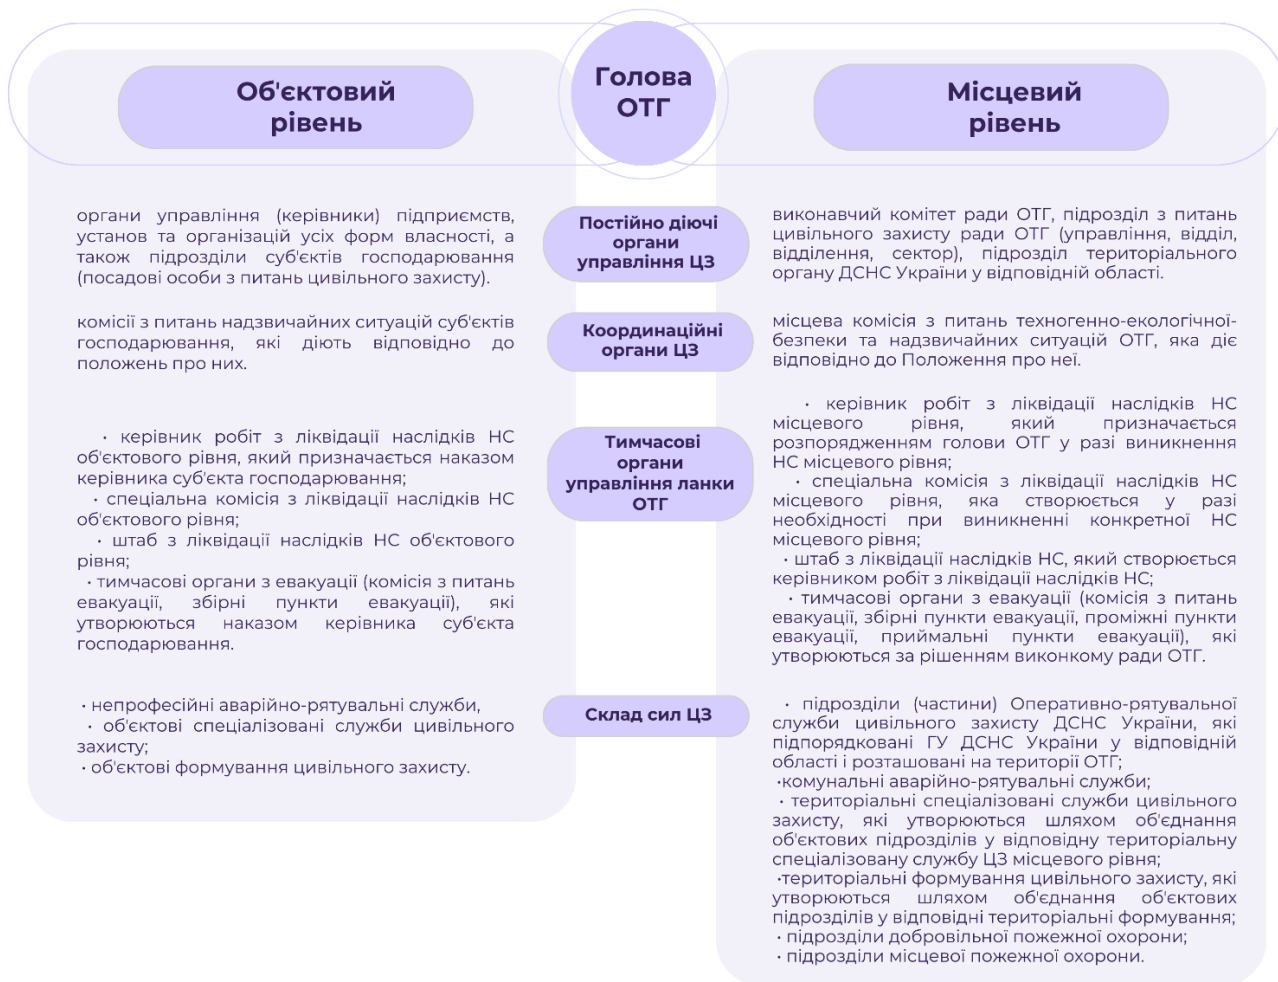 Голова
ОТГ
Об'єктовий
рівень
Місцевий
рівень
Постійно діючі
органи
управління ЦЗ
органи управління (керівники) підприємств,
установ та організацій усіх форм власності, а
також підрозділи суб'єктів господарювання
(посадові особи з питань цивільного захисту).
виконавчий комітет ради ОТГ, підрозділ з питань
цивільного захисту ради ОТГ (управління, відділ,
відділення, сектор), підрозділ територіального
органу ДСНС України у відповідній області.
Координаційні
органи ЦЗ
комісії з питань надзвичайних ситуацій суб'єктів
господарювання, які діють відповідно до
положень про них.
місцева комісія з питань техногенно-екологічної-
безпеки та надзвичайних ситуацій ОТГ, яка діє
відповідно до Положення про неї.
Тимчасові
органи
управління ланки
ОТГ
· керівник робіт з ліквідації наслідків НС
об'єктового рівня, який призначається наказом
керівника суб'єкта господарювання;
· спеціальна комісія з ліквідації наслідків НС
об'єктового рівня;
· штаб з ліквідації наслідків НС об'єктового
рівня;
· тимчасові органи з евакуації (комісія з питань
евакуації, збірні пункти евакуації), які
утворюються наказом керівника суб'єкта
господарювання.
· керівник робіт з ліквідації наслідків НС
місцевого рівня, який призначається
розпорядженням голови ОТГ у разі виникнення
НС місцевого рівня;
· спеціальна комісія з ліквідації наслідків НС
місцевого рівня, яка створюється у разі
необхідності при виникненні конкретної НС
місцевого рівня;
· штаб з ліквідації наслідків НС, який створюється
керівником робіт з ліквідації наслідків НС;
· тимчасові органи з евакуації (комісія з питань
евакуації, збірні пункти евакуації, проміжні пункти
евакуації, приймальні пункти евакуації), які
утворюються за рішенням виконкому ради ОТГ.
Склад сил ЦЗ
· непрофесійні аварійно-рятувальні служби,
· об'єктові спеціалізовані служби цивільного
захисту;
· об'єктові формування цивільного захисту.
· підрозділи (частини) Оперативно-рятувальної
служби цивільного захисту ДСНС України, які
підпорядковані ГУ ДСНС України у відповідній
області і розташовані на території ОТГ;
·комунальні аварійно-рятувальні служби;
· територіальні спеціалізовані служби цивільного
захисту, які утворюються шляхом об'єднання
об'єктових підрозділів у відповідну територіальну
спеціалізовану службу ЦЗ місцевого рівня;
·територіальні формування цивільного захисту, які
утворюються шляхом об'єднання об'єктових
підрозділів у відповідні територіальні формування;
· підрозділи добровільної пожежної охорони;
· підрозділи місцевої пожежної охорони.